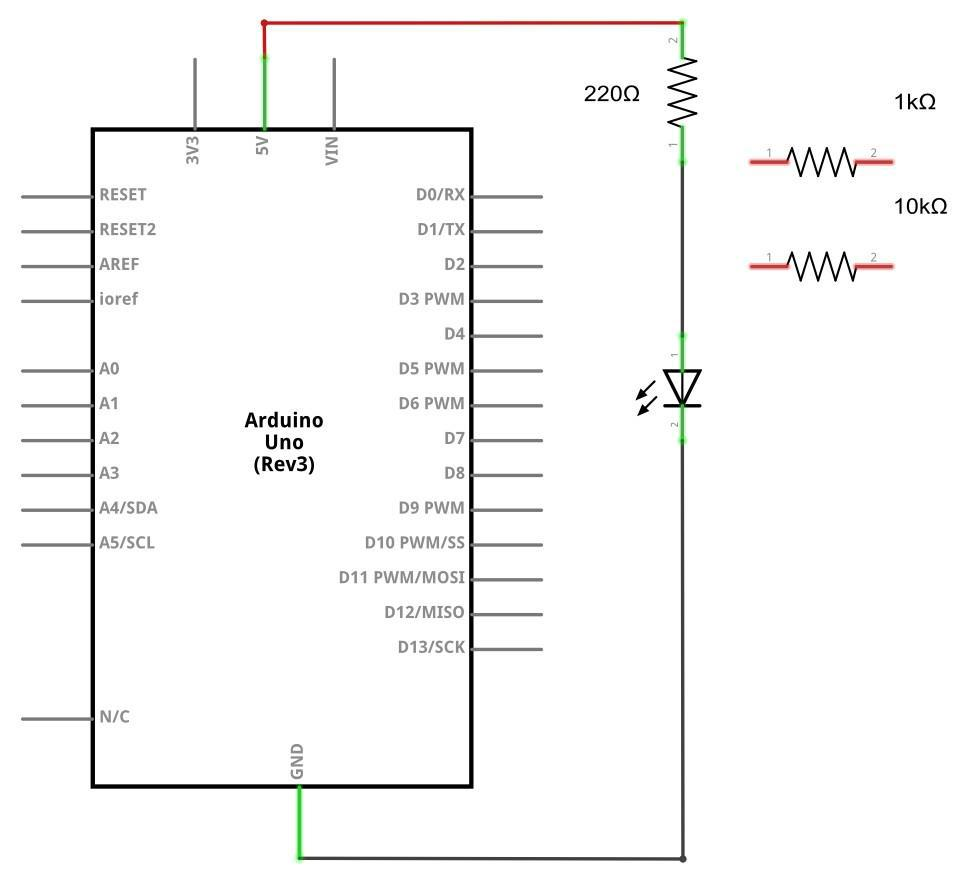 2
220Ω
1
1kΩ
1 2
10kΩ
1 2
3V3 5V VIN
RESET D0/RX
RESET2 D1/TX
AREF D2
ioref D3 PWM
D4
1
A0 D5 PWM
A1 D6 PWM
2
A2 D7
A3 D8
A4/SDA D9 PWM
A5/SCL D10 PWM/SS
D11 PWM/MOSI
D12/MISO
D13/SCK
Arduino
Uno
(Rev3)
N/C
GND